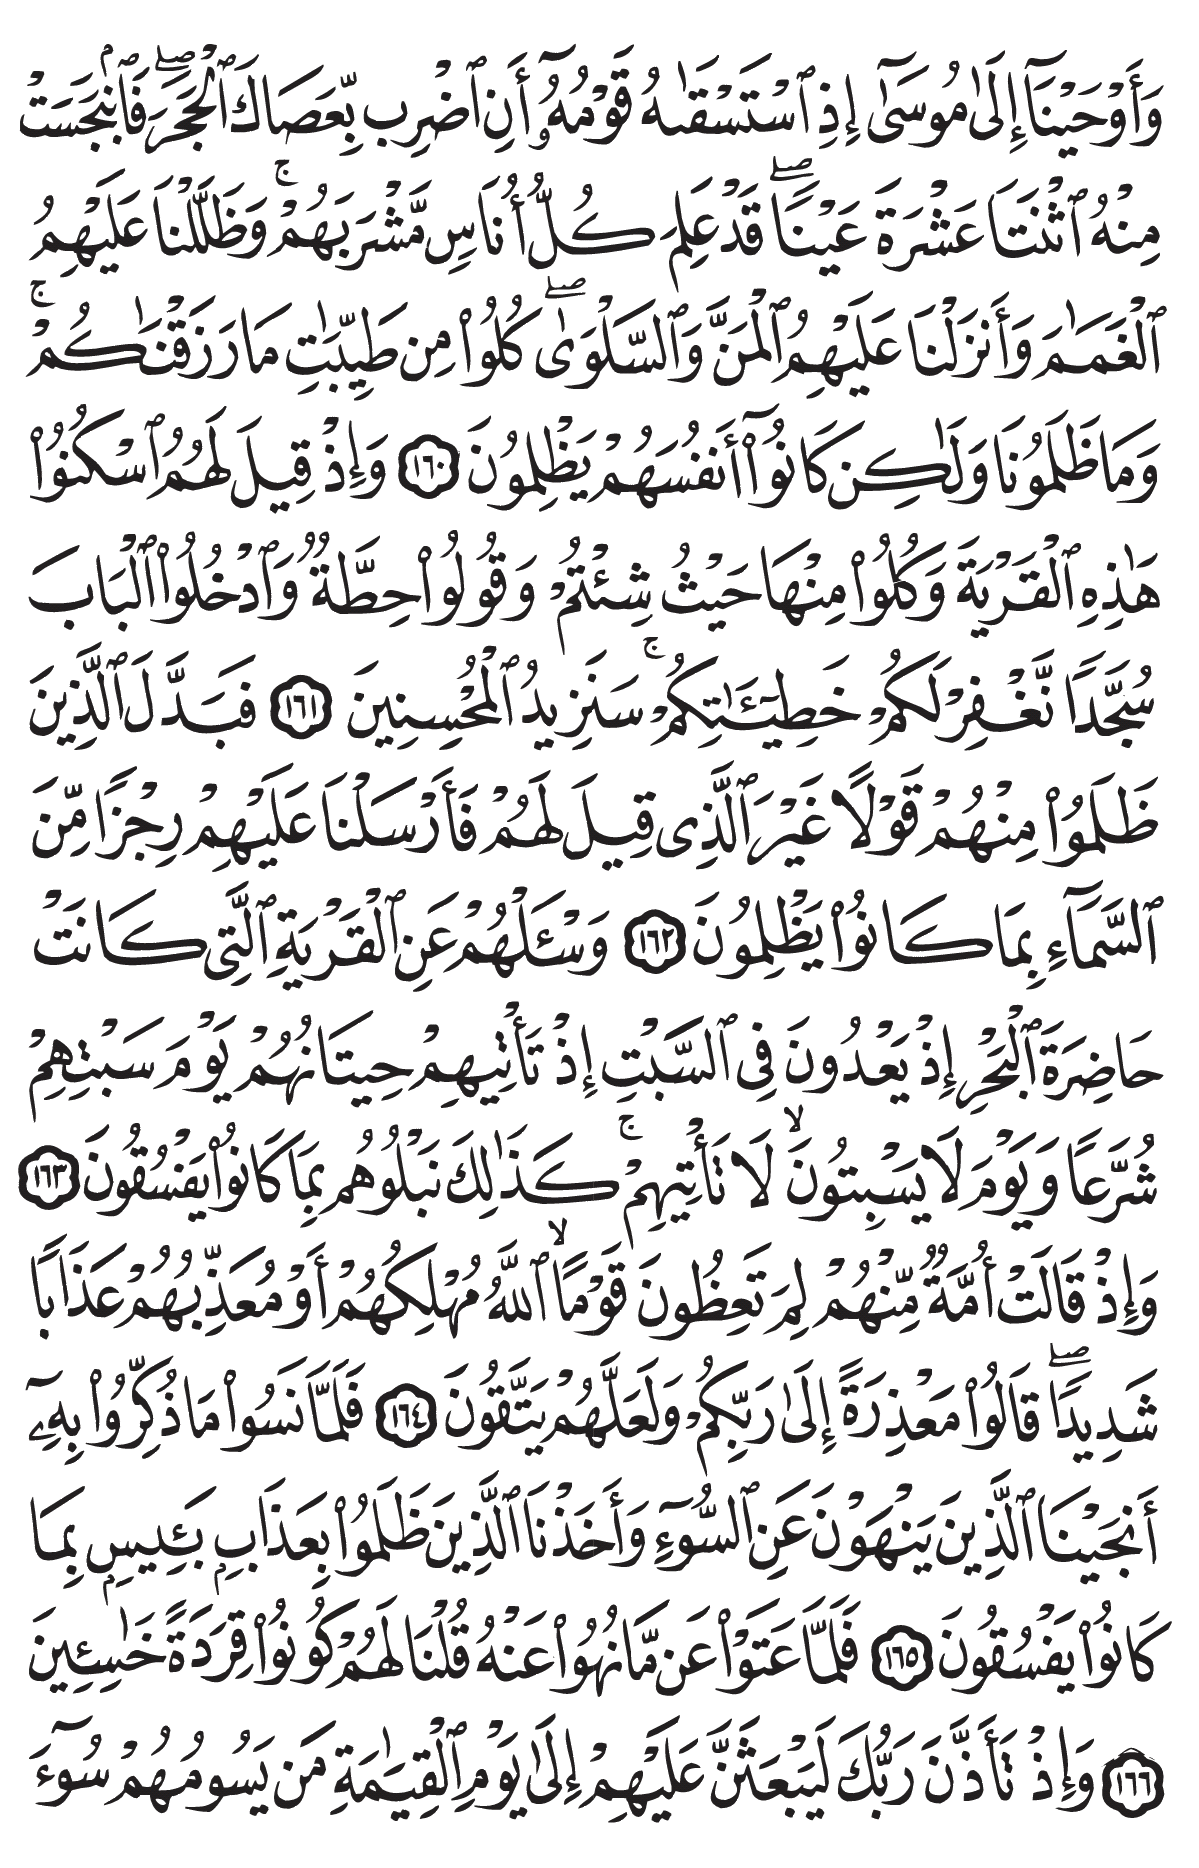 وَأَوْحَيْنَآ إِلَىٰ مُوسَىٰٓ إِذِ ٱسْتَسْقَىٰهُ قَوْمُهُۥٓ أَنِ ٱضْرِب بِّعَصَاكَ ٱلْحَجَرَۖ فَٱنۢبَجَسَتْ
مِنْهُ ٱثْنَتَا عَشْرَةَ عَيْنًاۖ قَدْ عَلِمَ كُلُّ أُنَاسٍ مَّشْرَبَهُمْۚ وَظَلَّلْنَا عَلَيْهِمُ
ٱلْغَمَٰمَ وَأَنزَلْنَا عَلَيْهِمُ ٱلْمَنَّ وَٱلسَّلْوَىٰۖ كُلُوا۟ مِن طَيِّبَٰتِ مَا رَزَقْنَٰكُمْۚ
وَمَا ظَلَمُونَا وَلَٰكِن كَانُوٓا۟ أَنفُسَهُمْ يَظْلِمُونَ ١٦٠ وَإِذْ قِيلَ لَهُمُ ٱسْكُنُوا۟
هَٰذِهِ ٱلْقَرْيَةَ وَكُلُوا۟ مِنْهَا حَيْثُ شِئْتُمْ وَقُولُوا۟ حِطَّةٌ وَٱدْخُلُوا۟ ٱلْبَابَ
سُجَّدًا نَّغْفِرْ لَكُمْ خَطِيٓـَٰٔتِكُمْۚ سَنَزِيدُ ٱلْمُحْسِنِينَ ١٦١ فَبَدَّلَ ٱلَّذِينَ
ظَلَمُوا۟ مِنْهُمْ قَوْلًا غَيْرَ ٱلَّذِى قِيلَ لَهُمْ فَأَرْسَلْنَا عَلَيْهِمْ رِجْزًا مِّنَ
ٱلسَّمَآءِ بِمَا كَانُوا۟ يَظْلِمُونَ ١٦٢ وَسْـَٔلْهُمْ عَنِ ٱلْقَرْيَةِ ٱلَّتِى كَانَتْ
حَاضِرَةَ ٱلْبَحْرِ إِذْ يَعْدُونَ فِى ٱلسَّبْتِ إِذْ تَأْتِيهِمْ حِيتَانُهُمْ يَوْمَ سَبْتِهِمْ
شُرَّعًا وَيَوْمَ لَا يَسْبِتُونَۙ لَا تَأْتِيهِمْۚ كَذَٰلِكَ نَبْلُوهُم بِمَا كَانُوا۟ يَفْسُقُونَ ١٦٣
وَإِذْ قَالَتْ أُمَّةٌ مِّنْهُمْ لِمَ تَعِظُونَ قَوْمًاۙ ٱللَّهُ مُهْلِكُهُمْ أَوْ مُعَذِّبُهُمْ عَذَابًا
شَدِيدًاۖ قَالُوا۟ مَعْذِرَةً إِلَىٰ رَبِّكُمْ وَلَعَلَّهُمْ يَتَّقُونَ ١٦٤ فَلَمَّا نَسُوا۟ مَا ذُكِّرُوا۟ بِهِۦٓ
أَنجَيْنَا ٱلَّذِينَ يَنْهَوْنَ عَنِ ٱلسُّوٓءِ وَأَخَذْنَا ٱلَّذِينَ ظَلَمُوا۟ بِعَذَابٍۭ بَـِٔيسٍۭ بِمَا
كَانُوا۟ يَفْسُقُونَ ١٦٥ فَلَمَّا عَتَوْا۟ عَن مَّا نُهُوا۟ عَنْهُ قُلْنَا لَهُمْ كُونُوا۟ قِرَدَةً خَٰسِـِٔينَ
١٦٦ وَإِذْ تَأَذَّنَ رَبُّكَ لَيَبْعَثَنَّ عَلَيْهِمْ إِلَىٰ يَوْمِ ٱلْقِيَٰمَةِ مَن يَسُومُهُمْ سُوٓءَ